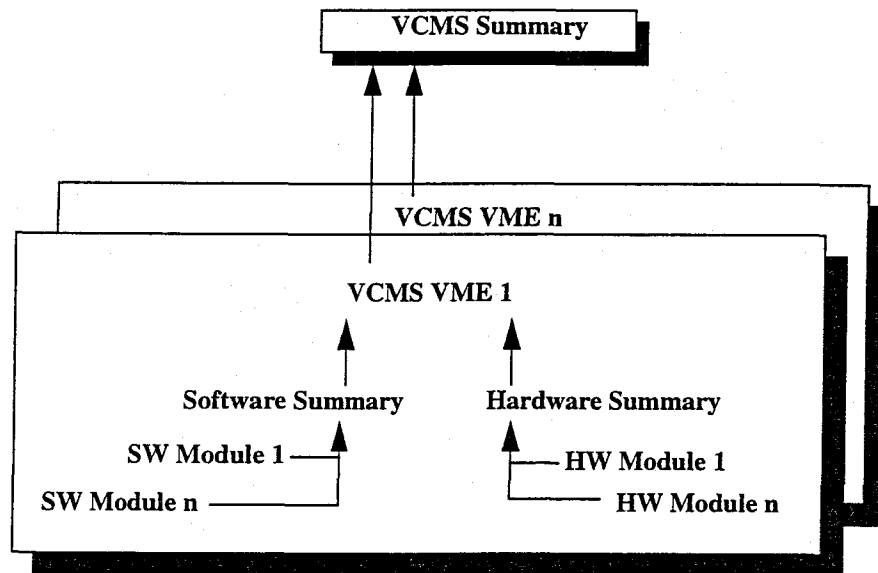 VCMS Summary
VCMS VME n
VCMS VME 1
Software Summary
Hardware Summary
SW Module 1
HW Module 1
SW Module n
HW Module n